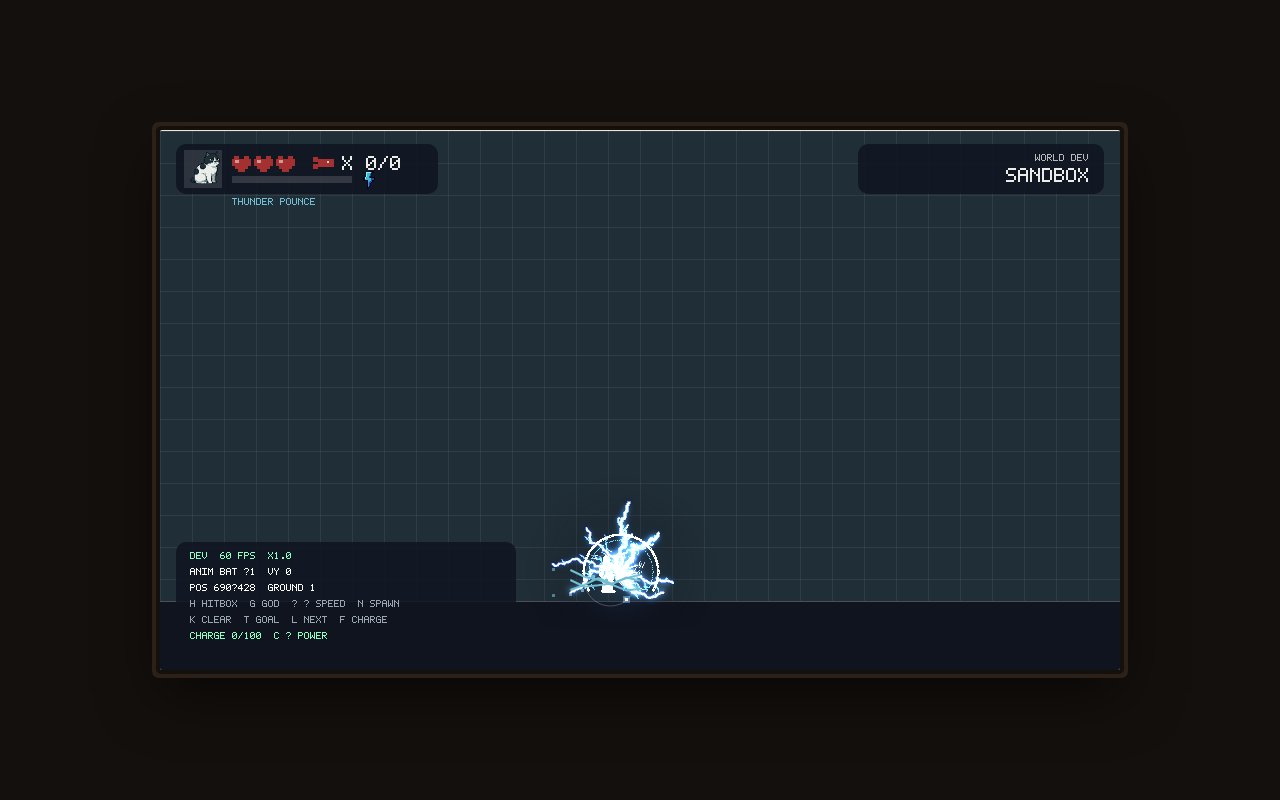 X 0/0
THUNDER POUNCE
WORLD DEV
SANDBOX
DEV 60 FPS X1.0
ANIM BAT ?1 VY 0
POS 690?428 GROUND 1
H HITBOX G GOD ? ? SPEED N SPAWN
K CLEAR T GOAL L NEXT F CHARGE
CHARGE 0/100 C ? POWER